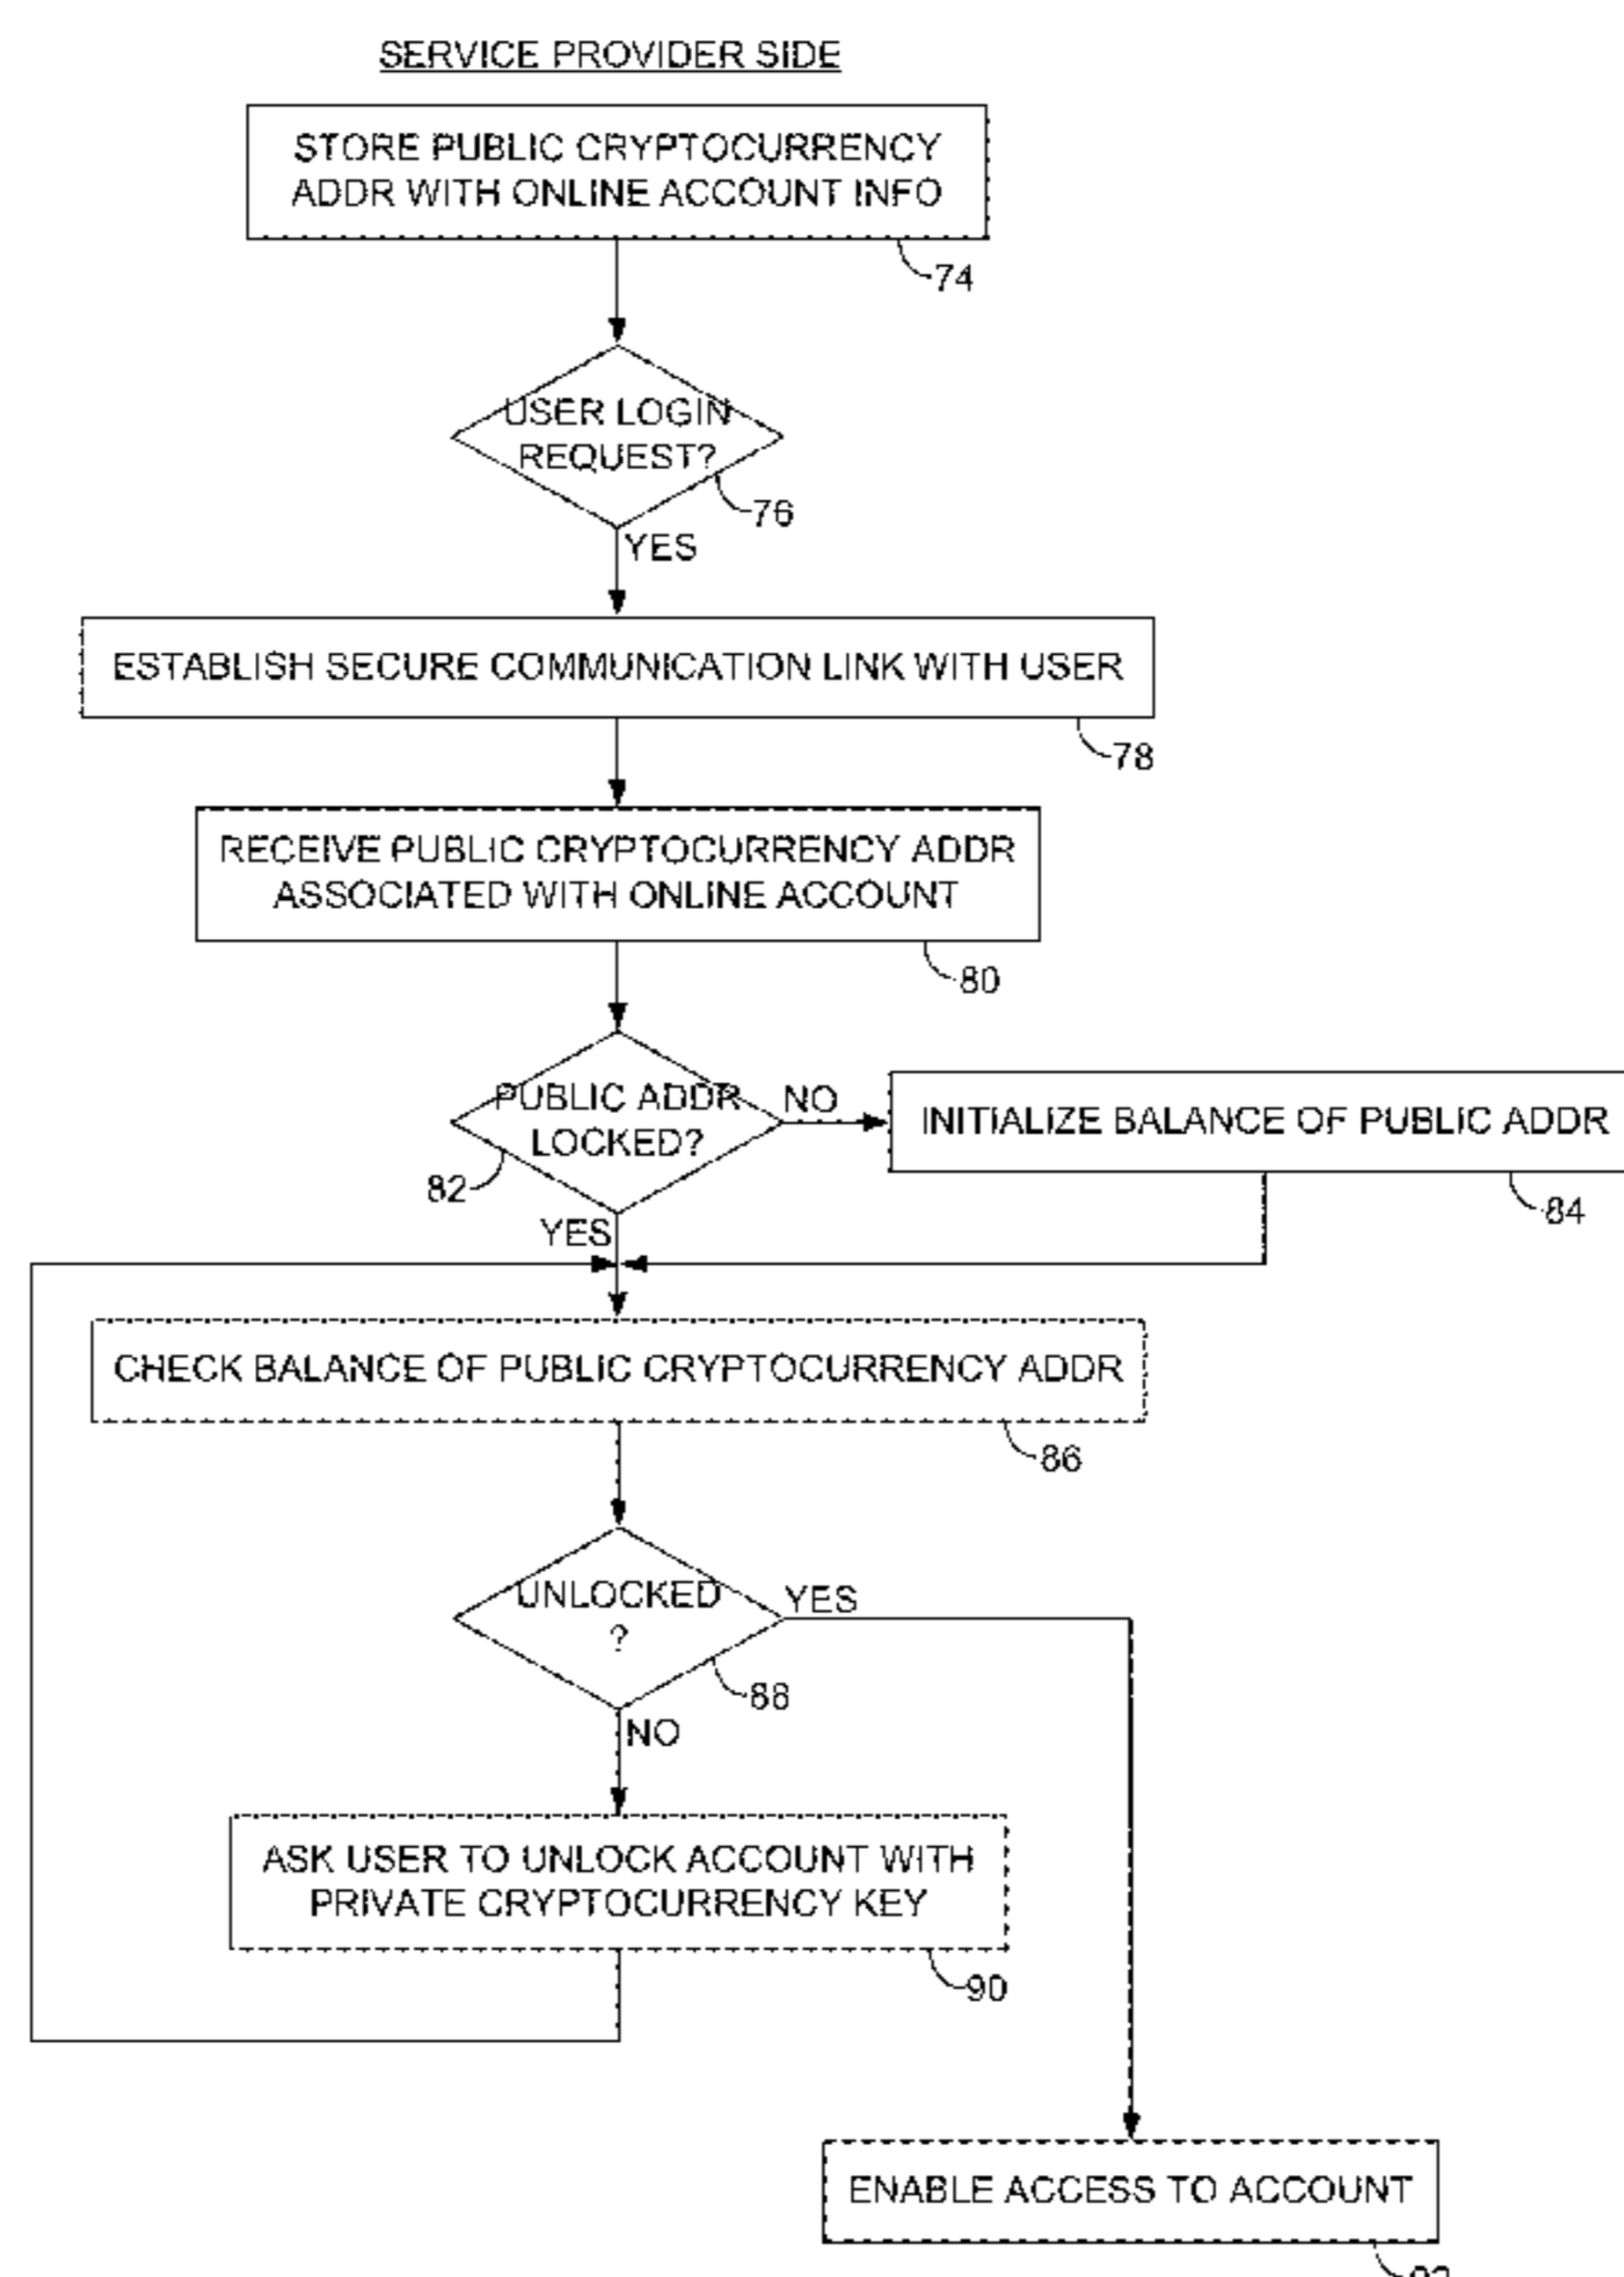 SERVICE PROVIDER SIDE
STORE PUBLIC CRYPTOCURRENCY
ADDR WITH ONLINE ACCOUNT INFO
74
USER LOGIN
REQUEST?
76
YES
ESTABLISH SECURE COMMUNICATION LINK WITH USER
78
RECEIVE PUBLIC CRYPTOCURRENCY ADDR
ASSOCIATED WITH ONLINE ACCOUNT
80
PUBLIC ADDR
LOCKED?
82
NO
INITIALIZE BALANCE OF PUBLIC ADDR
84
YES
CHECK BALANCE OF PUBLIC CRYPTOCURRENCY ADDR
86
UNLOCKED
?
88
YES
NO
ASK USER TO UNLOCK ACCOUNT WITH
PRIVATE CRYPTOCURRENCY KEY
90
ENABLE ACCESS TO ACCOUNT